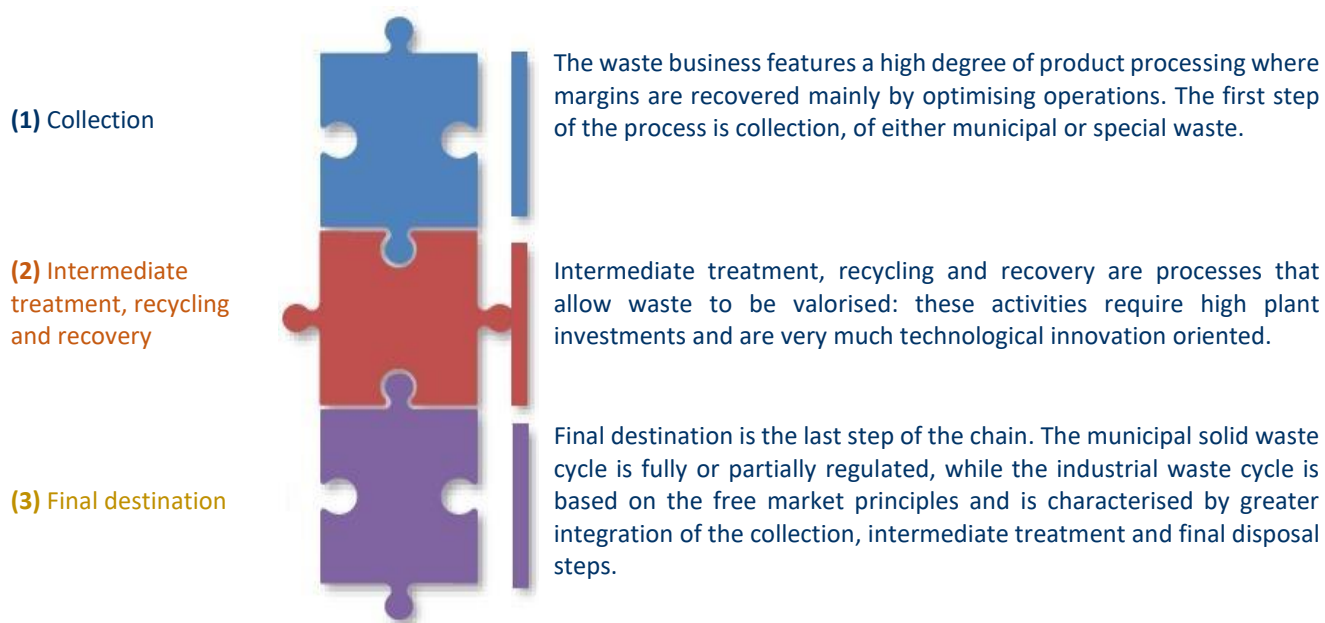 (1) Collection
The waste business features a high degree of product processing where
margins are recovered mainly by optimising operations. The first step
of the process is collection, of either municipal or special waste.
(2) Intermediate
treatment, recycling
and recovery
Intermediate treatment, recycling and recovery are processes that
allow waste to be valorised: these activities require high plant
investments and are very much technological innovation oriented.
(3) Final destination
Final destination is the last step of the chain. The municipal solid waste
cycle is fully or partially regulated, while the industrial waste cycle is
based on the free market principles and is characterised by greater
integration of the collection, intermediate treatment and final disposal
steps.